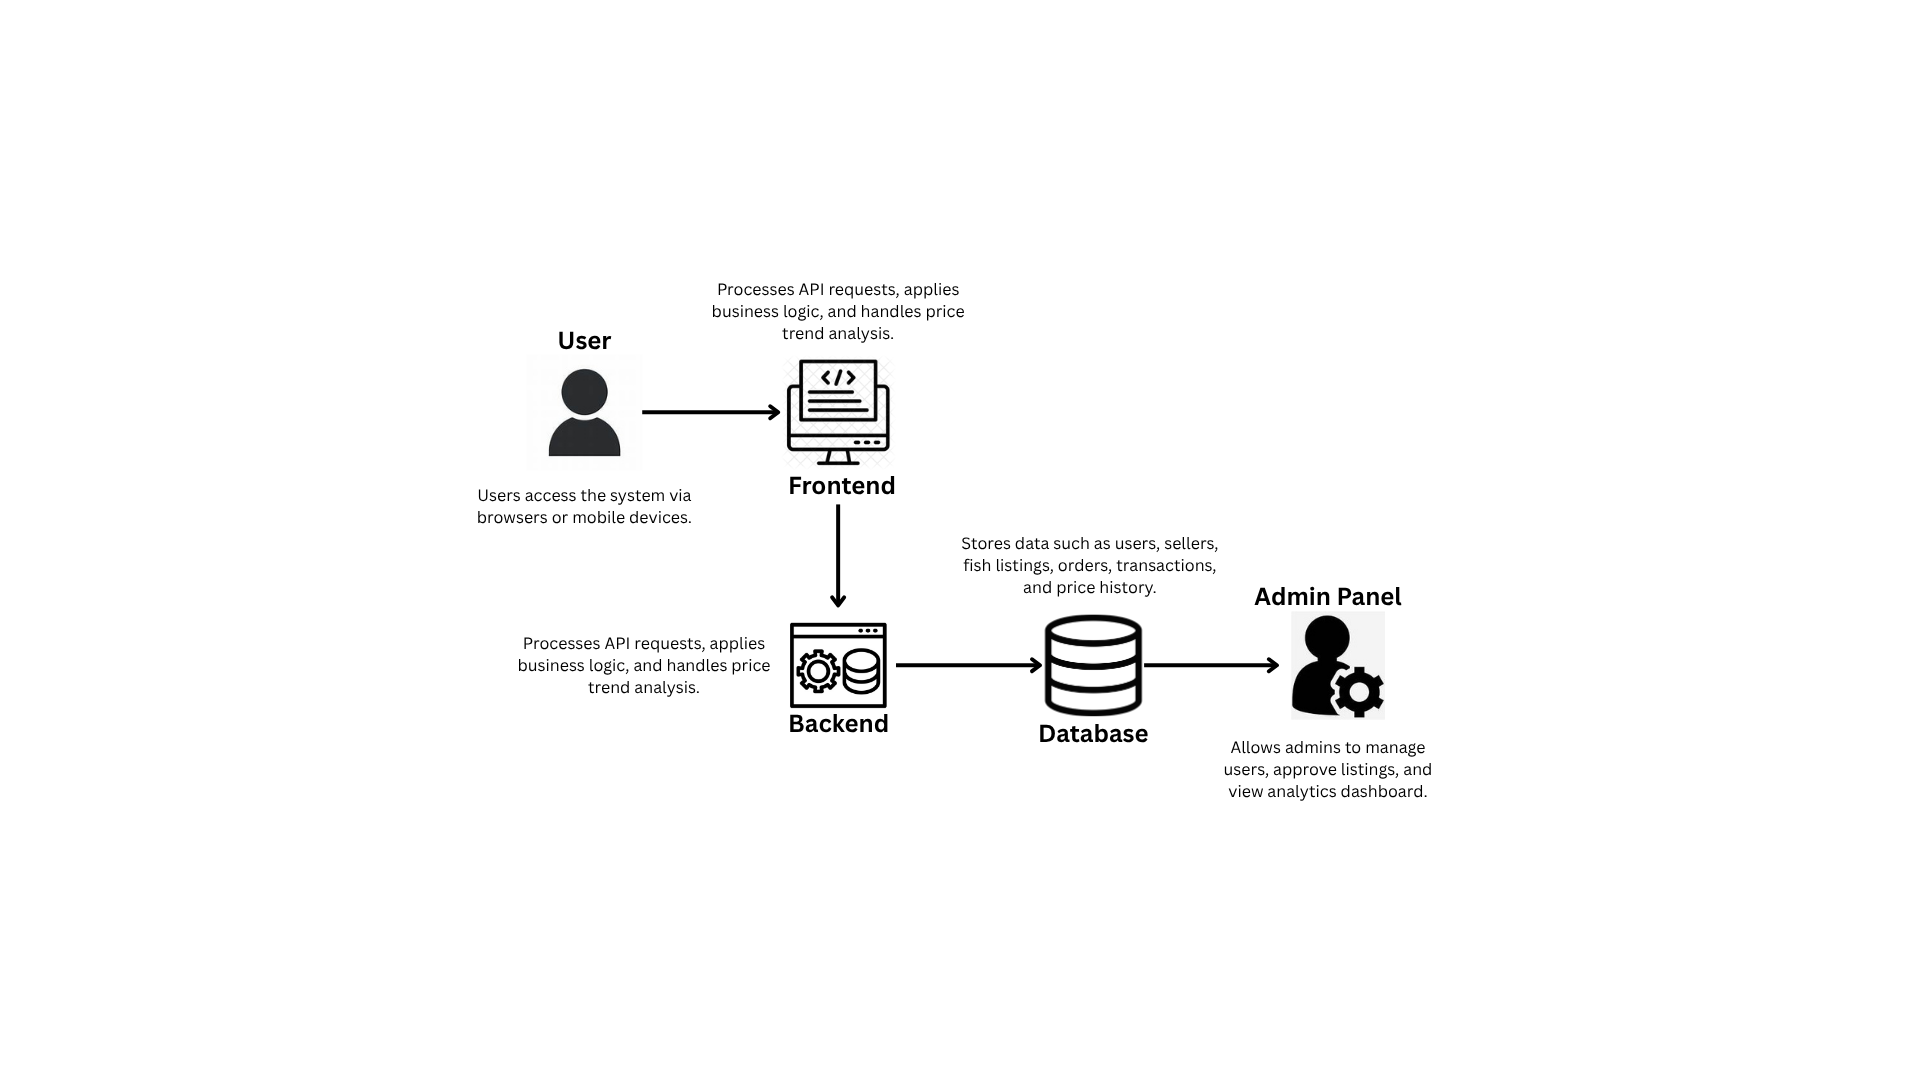 Processes API requests, applies
business logic, and handles price
trend analysis.
User
Users access the system via
browsers or mobile devices.
</>
Frontend
Processes API requests, applies
business logic, and handles price
trend analysis.
Backend
Stores data such as users, sellers,
fish listings, orders, transactions,
and price history.
Database
Admin Panel
Allows admins to manage
users, approve listings, and
view analytics dashboard.